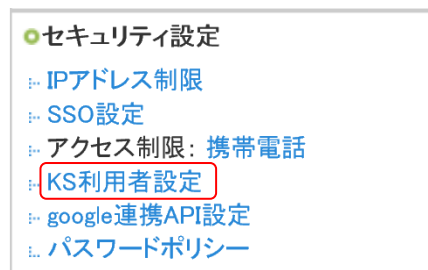 セキュリティ設定
IPアドレス制限
SSO設定
アクセス制限: 携帯電話
KS利用者設定
google連携API設定
パスワードポリシー